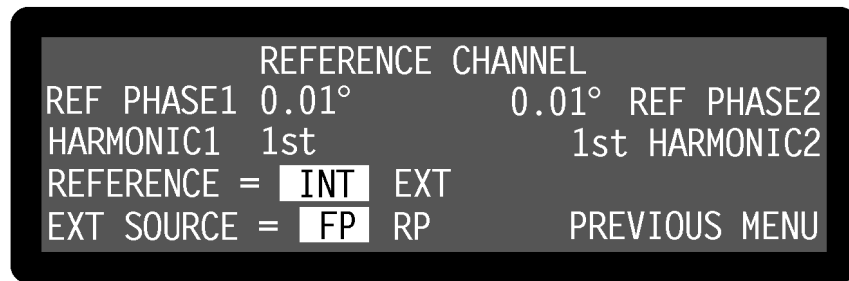 REFERENCE CHANNEL
REF PHASE1 0.01° 0.01° REF PHASE2
HARMONIC1 1st 1st HARMONIC2
REFERENCE = INT EXT
EXT SOURCE = FP RP PREVIOUS MENU